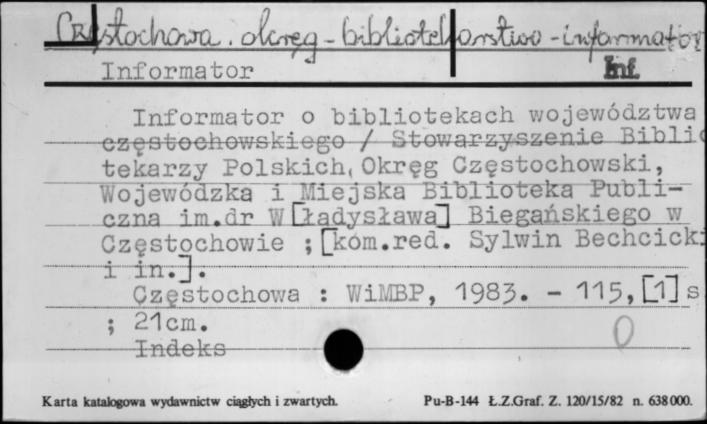 Częstochowa. okręg - bibliotekarstwo - informator
Informator Inf.
Informator o bibliotekach województwa
częstochowskiego / Stowarzyszenie Biblio
tekarzy Polskich, Okręg Częstochowski,
Wojewódzka i Miejska Biblioteka Publi-
czna im.dr W[ładysława] Biegańskiego w
Częstochowie ; [kom.red. Sylwin Bechcicki
i in.].
Częstochowa : WiMBP, 1983. - 115,[1] s
; 21cm.
Indeks
Karta katalogowa wydawnictw ciągłych i zwartych. Pu-B-144 Ł.Z.Graf. Z. 120/15/82 n. 638 000.